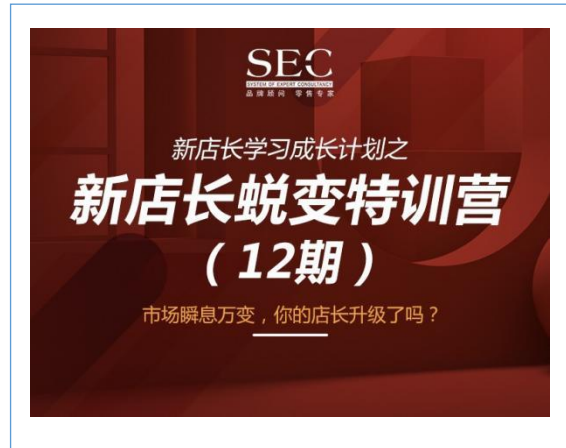 SEC
SYSTEM OF EXPERT CONSULTANCY
品牌顾问 零售专家
新店长学习成长计划之
新店长蜕变特训营
（12期）
市场瞬息万变，你的店长升级了吗？